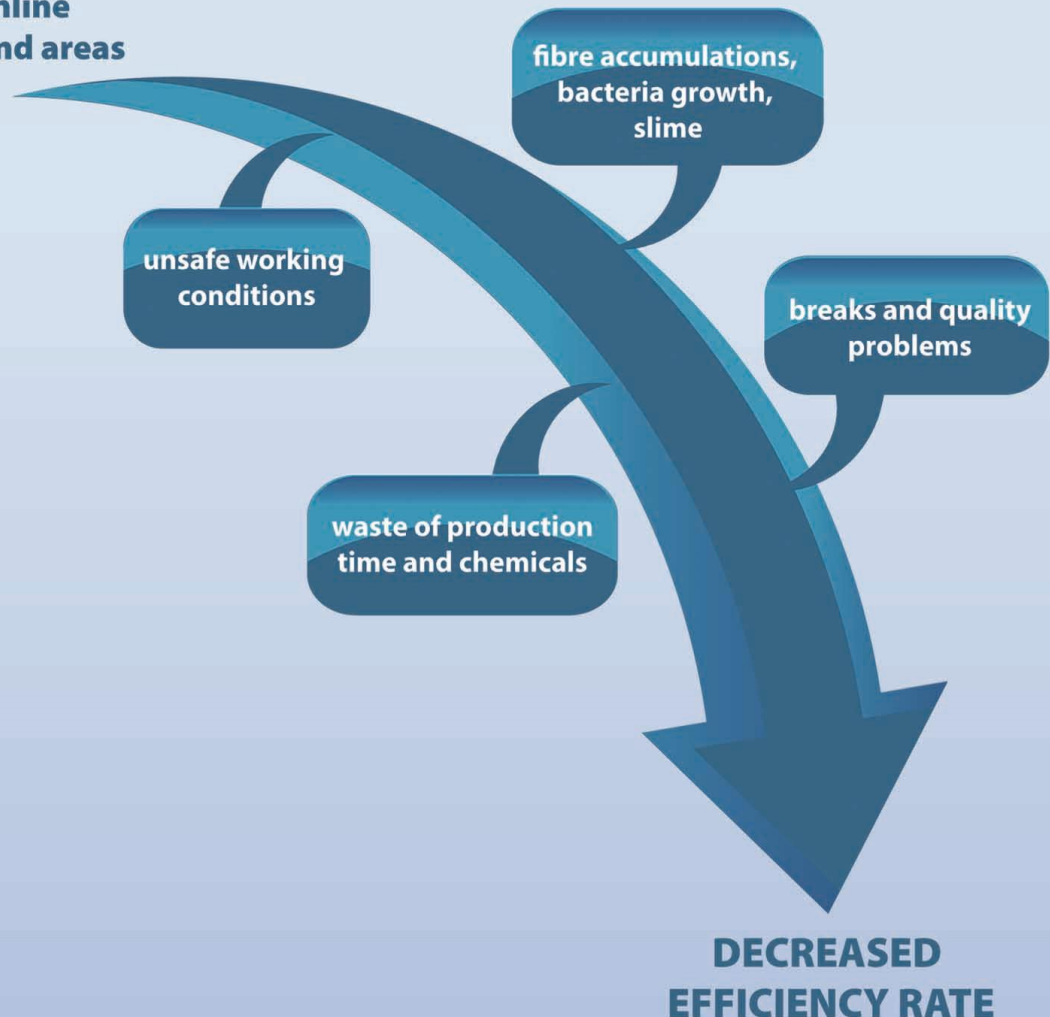 nd areas
fibre accumulations,
bacteria growth,
slime
unsafe working
conditions
breaks and quality
problems
waste of production
time and chemicals
DECREASED
EFFICIENCY RATE